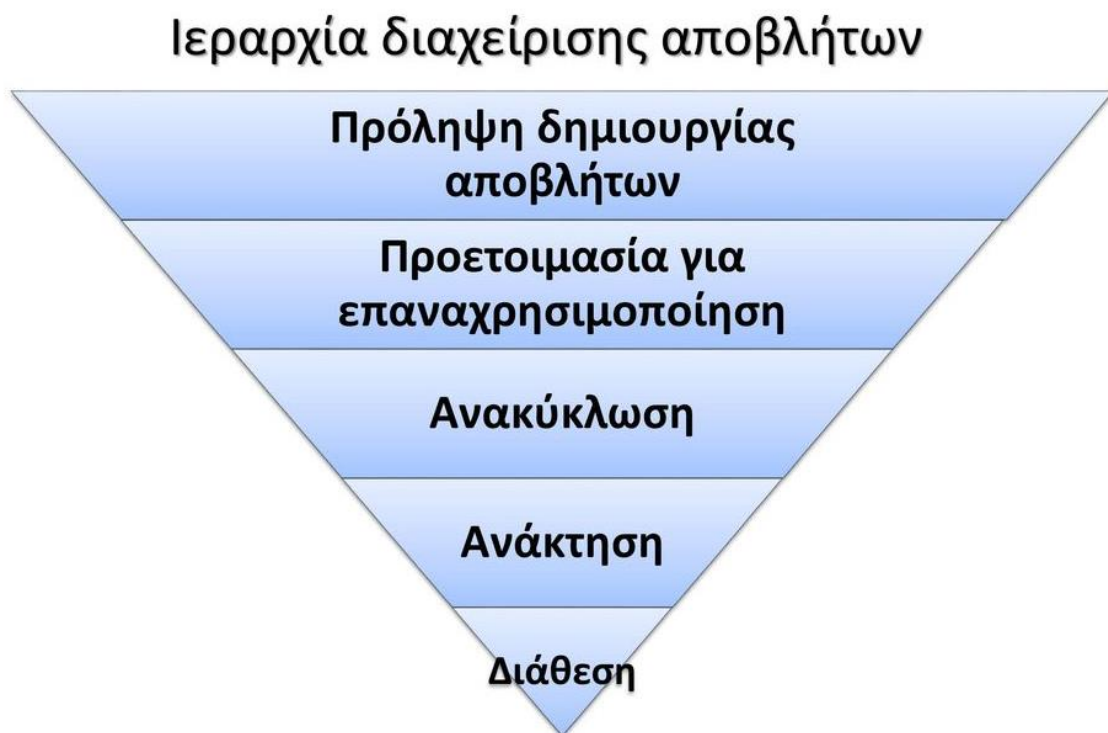 Ιεραρχία διαχείρισης αποβλήτων
Πρόληψη δημιουργίας
αποβλήτων
Προετοιμασία για
επαναχρησιμοποίηση
Ανακύκλωση
Ανάκτηση
Διάθεση